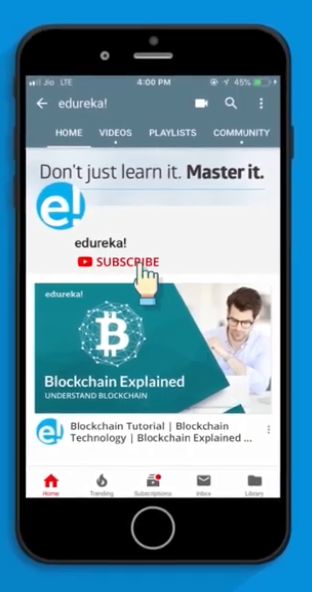 Jio LTE 4:00 PM 45%
edureka!
HOME VIDEOS PLAYLISTS COMMUNITY
Don't just learn it. Master it.
e!
edureka!
SUBSCRIBE
edureka!
Blockchain Explained
UNDERSTAND BLOCKCHAIN
e!
Blockchain Tutorial | Blockchain
Technology | Blockchain Explained ...
Home Trending Subscriptions Inbox Library